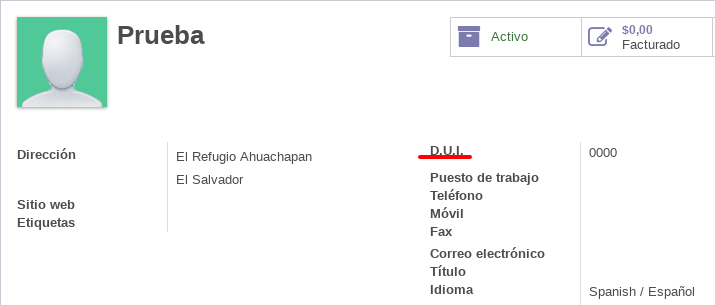 Prueba
Activo
$0,00
Facturado
Dirección
El Refugio Ahuachapan
El Salvador
Sitio web
Etiquetas
D.U.I.
0000
Puesto de trabajo
Teléfono
Móvil
Fax
Correo electrónico
Título
Idioma
Spanish / Español